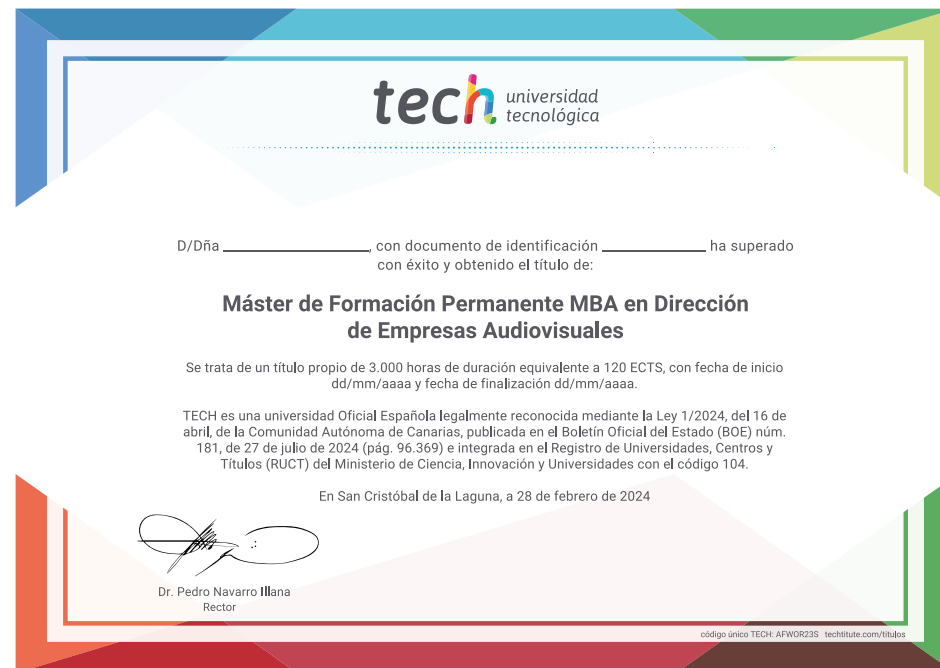 tech universidad
tecnológica
D/Dña ________________, con documento de identificación ____________ ha superado
con éxito y obtenido el título de:
Máster de Formación Permanente MBA en Dirección
de Empresas Audiovisuales
Se trata de un título propio de 3.000 horas de duración equivalente a 120 ECTS, con fecha de inicio
dd/mm/aaaa y fecha de finalización dd/mm/aaaa.
TECH es una universidad Oficial Española legalmente reconocida mediante la Ley 1/2024, del 16 de
abril, de la Comunidad Autónoma de Canarias, publicada en el Boletín Oficial del Estado (BOE) núm.
181, de 27 de julio de 2024 (pág. 96.369) e integrada en el Registro de Universidades, Centros y
Títulos (RUCT) del Ministerio de Ciencia, Innovación y Universidades con el código 104.
En San Cristóbal de la Laguna, a 28 de febrero de 2024
Dr. Pedro Navarro Illana
Rector
código único TECH: AFWOR23S techtitute.com/titulos